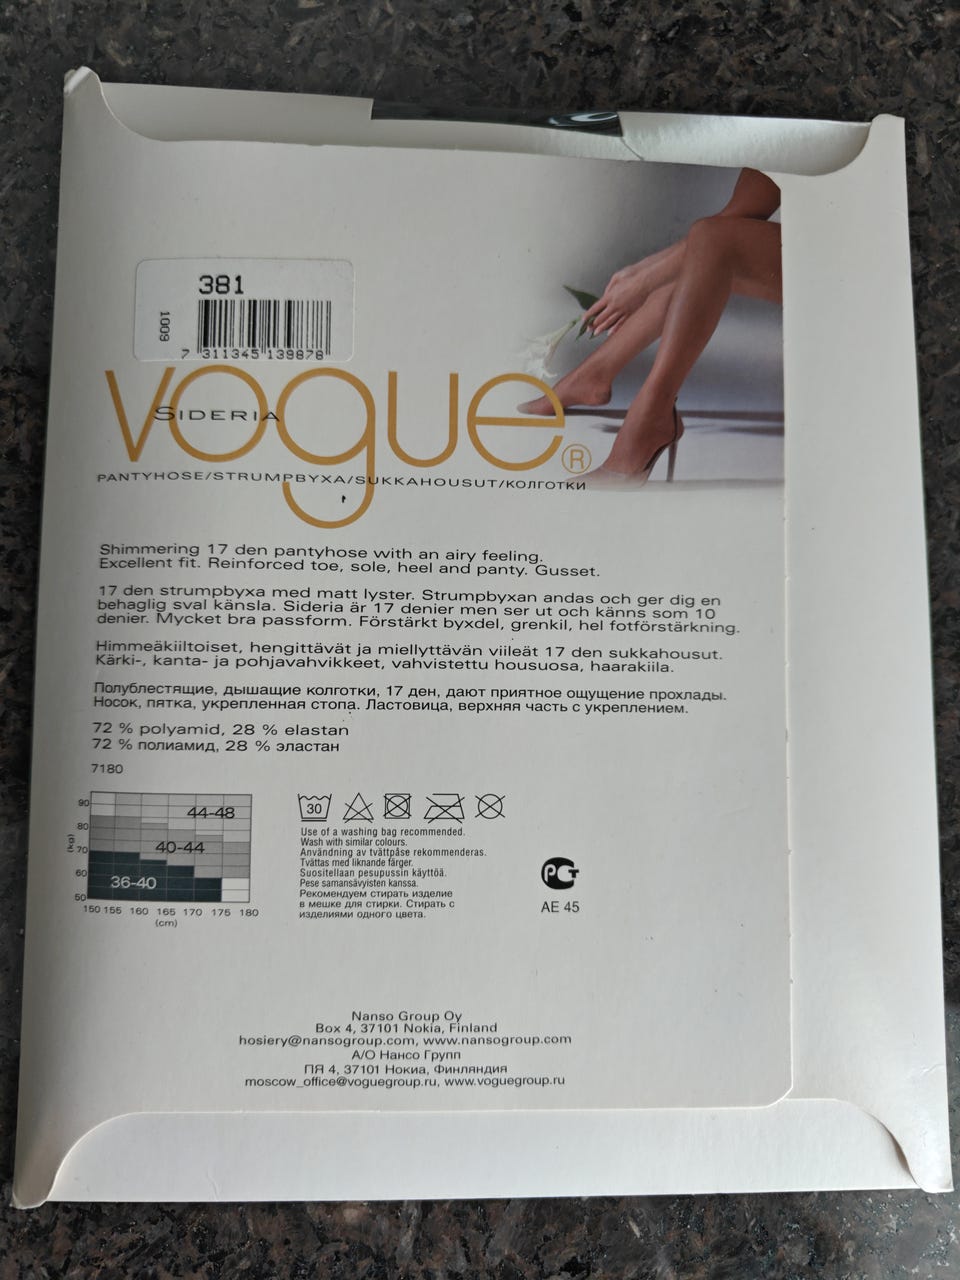 381
1009
7 311345 139878
vogue®
SIDERIA
PANTYHOSE/STRUMPBYXA/SUKKAHOUSUT/КОЛГОТКИ
Shimmering 17 den pantyhose with an airy feeling.
Excellent fit. Reinforced toe, sole, heel and panty. Gusset.
17 den strumpbyxa med matt lyster. Strumpbyxan andas och ger dig en
behaglig sval känsla. Sideria är 17 denier men ser ut och känns som 10
denier. Mycket bra passform. Förstärkt byxdel, grenkil, hel fotförstärkning.
Himmeäkiiltoiset, hengittävät ja miellyttävän viileät 17 den sukkahousut.
Kärki-, kanta- ja pohjavahvikkeet, vahvistettu housuosa, haarakiila.
Полублестящие, дышащие колготки, 17 ден, дают приятное ощущение прохлады.
Носок, пятка, укрепленная стопа. Ластовица, верхняя часть с укреплением.
72 % polyamid, 28 % elastan
72 % полиамид, 28 % эластан
7180
90
80
70
60
50
(kg)
44-48
40-44
36-40
150 155 160 165 170 175 180
(cm)
30
Use of a washing bag recommended.
Wash with similar colours.
Användning av tvättpåse rekommenderas.
Tvättas med liknande färger.
Suositellaan pesupussin käyttöä.
Pese samansävyisten kanssa.
Рекомендуем стирать изделие
в мешке для стирки. Стирать с
изделиями одного цвета.
РСТ
АЕ 45
Nanso Group Oy
Box 4, 37101 Nokia, Finland
hosiery@nansogroup.com, www.nansogroup.com
А/О Нансо Групп
ПЯ 4, 37101 Нокиа, Финляндия
moscow_office@voguegroup.ru, www.voguegroup.ru